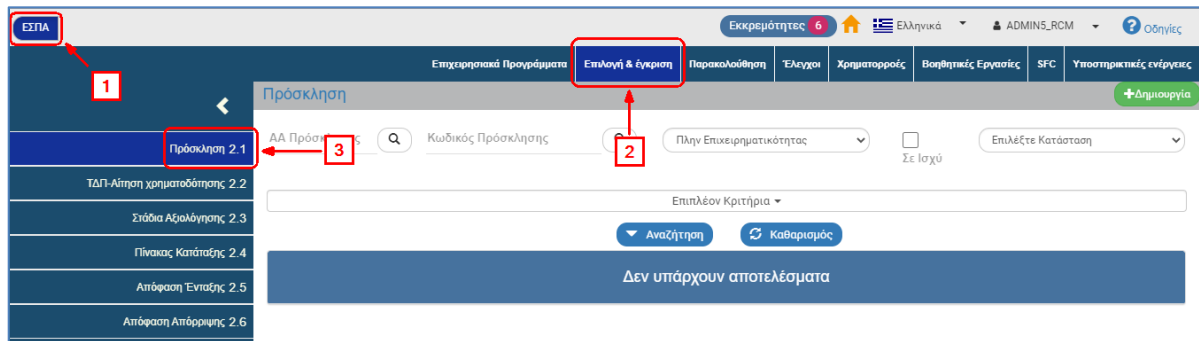 ΕΣΠΑ
Εκκρεμότητες 6 Ελληνικά ADMIN5_RCM ? Οδηγίες
Επιχειρησιακά Προγράμματα Επιλογή & έγκριση Παρακολούθηση Έλεγχοι Χρηματορροές Βοηθητικές Εργασίες SFC Υποστηρικτικές ενέργειες
1
Πρόσκληση +Δημιουργία
Πρόσκληση 2.1
3
ΑΑ Κωδικός Πρόσκλησης
2
Πλην Επιχειρηματικότητας
Σε Ισχύ
Επιλέξτε Κατάσταση
ΤΔΠ-Αίτηση χρηματοδότησης 2.2
Επιπλέον Κριτήρια
Στάδια Αξιολόγησης 2.3
Αναζήτηση Καθαρισμός
Πίνακας Κατάταξης 2.4
Δεν υπάρχουν αποτελέσματα
Απόφαση Ένταξης 2.5
Απόφαση Απόρριψης 2.6